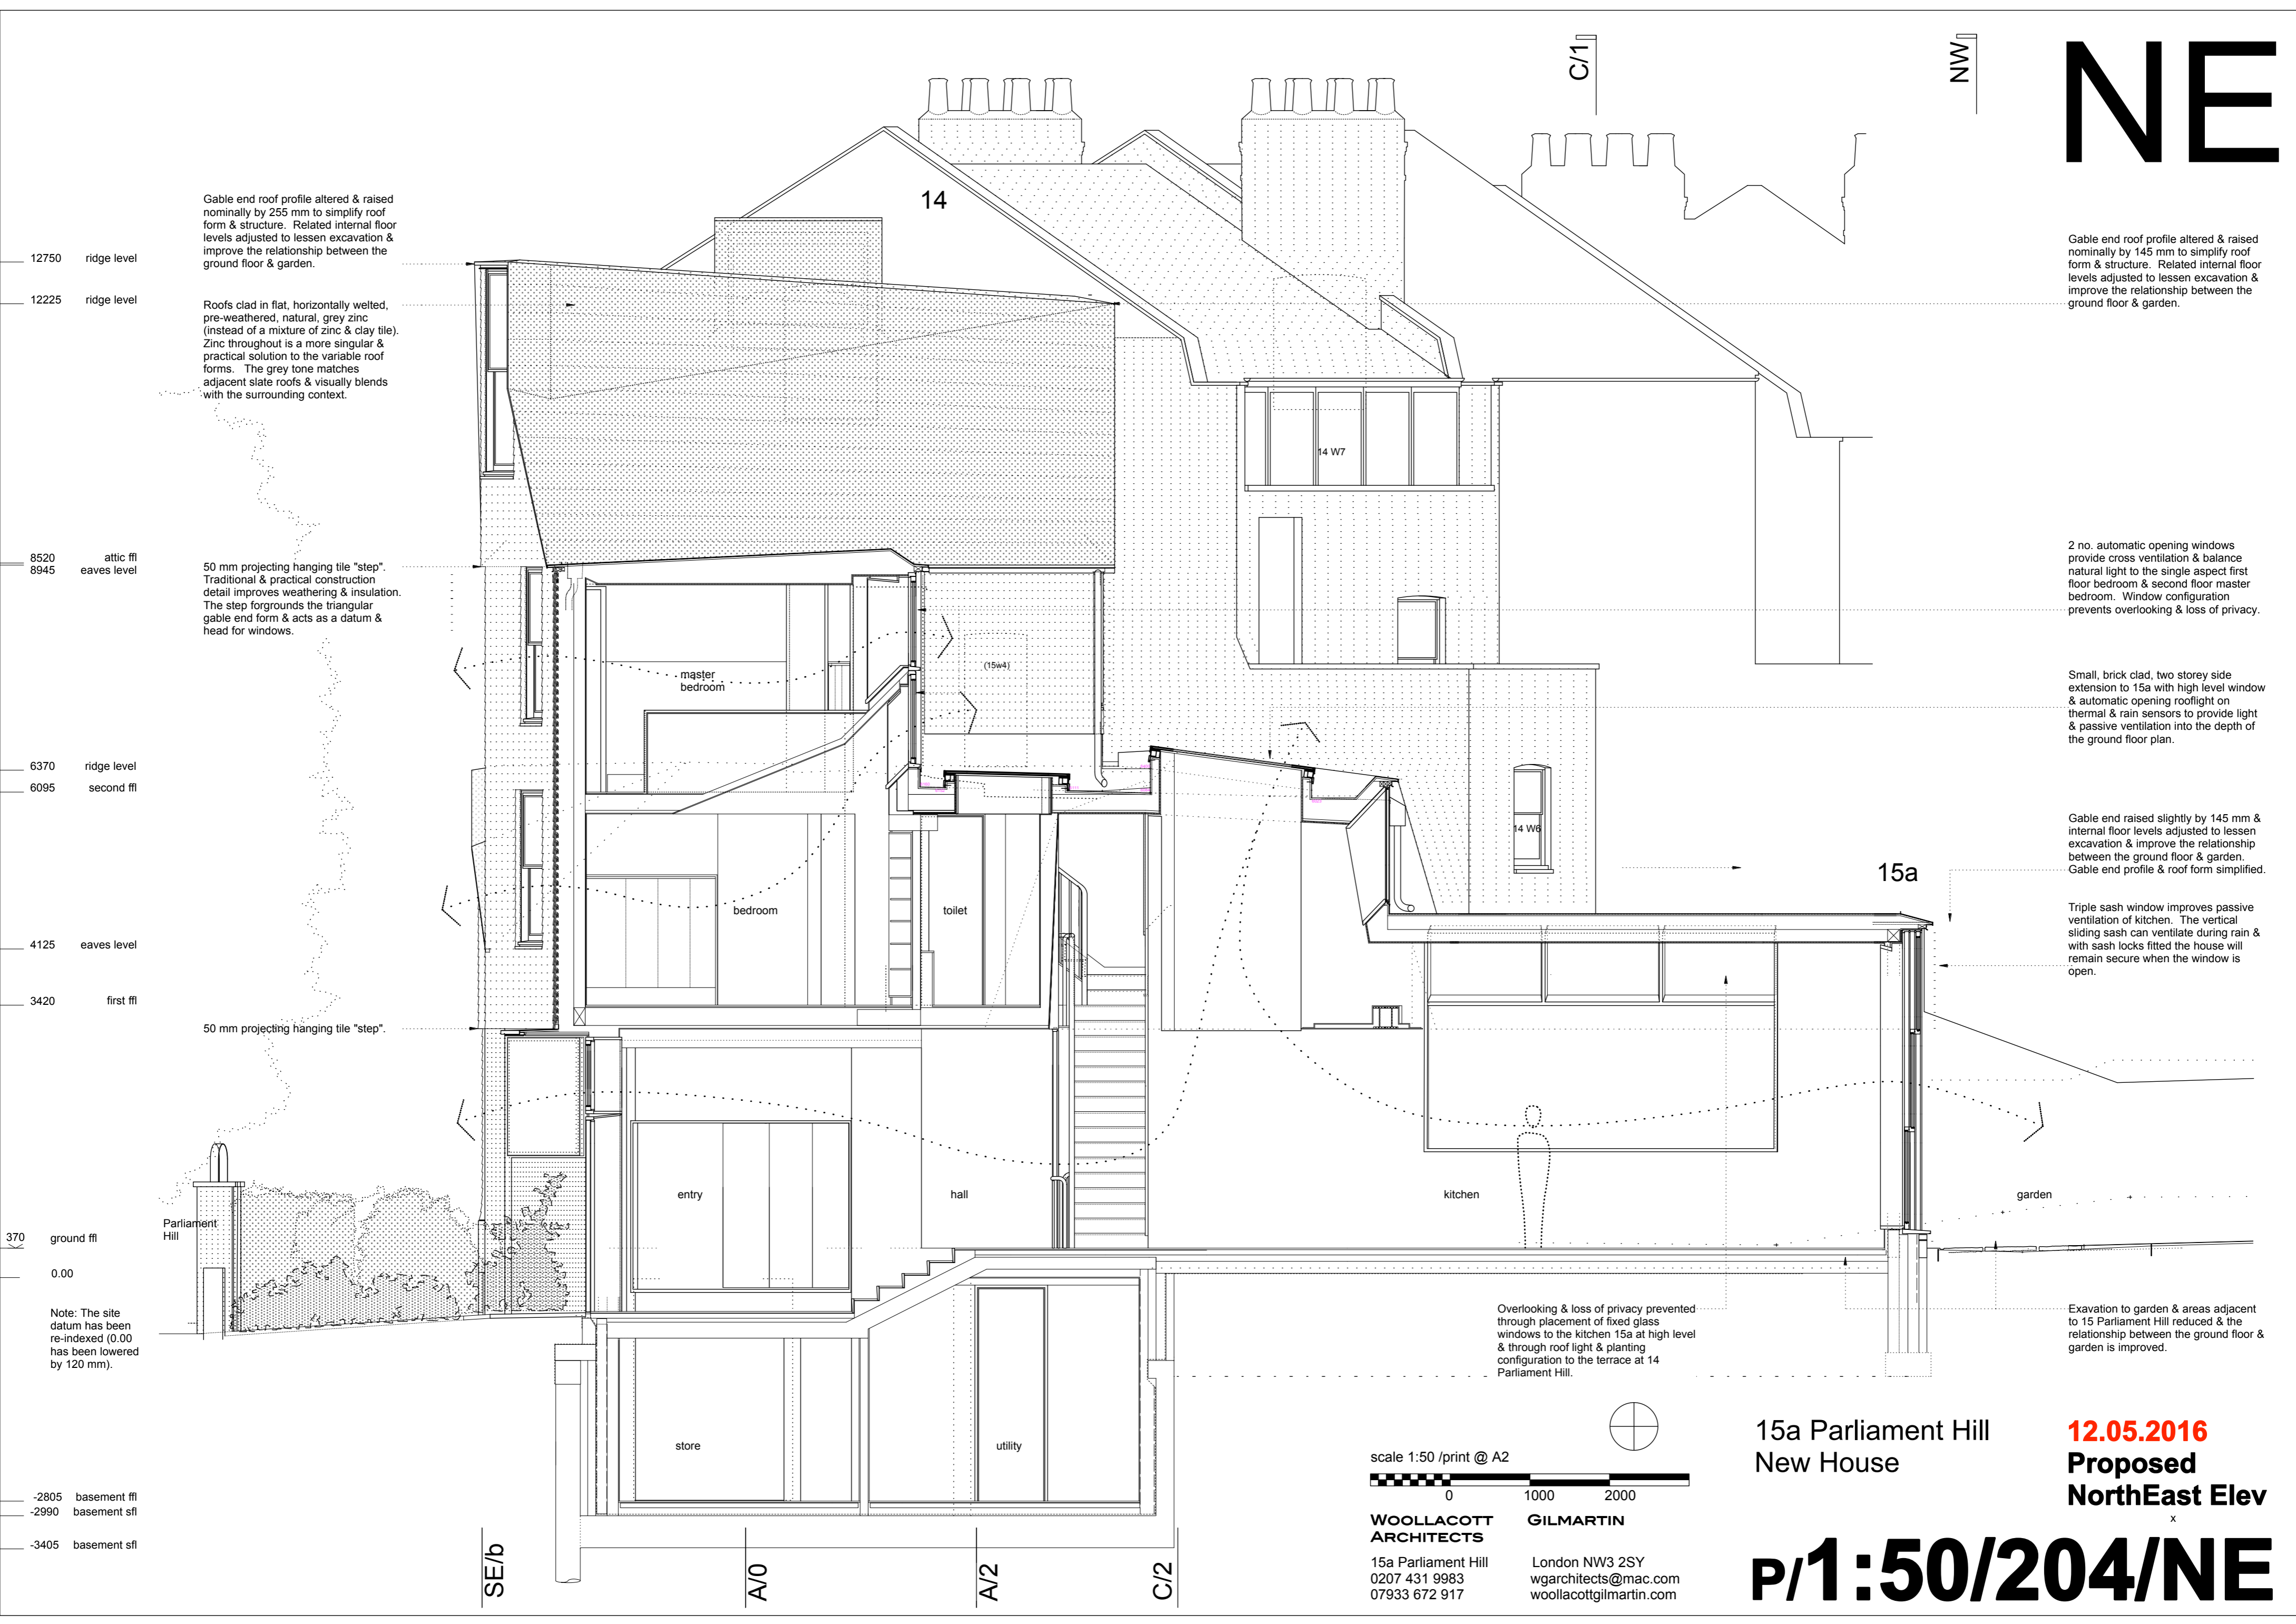 C/1
NW
NE
Gable end roof profile altered & raised
nominally by 255 mm to simplify roof
form & structure. Related internal floor
levels adjusted to lessen excavation &
improve the relationship between the
ground floor & garden.
14
12750 ridge level
12225 ridge level
Roofs clad in flat, horizontally welted,
pre-weathered, natural, grey zinc
(instead of a mixture of zinc & clay tile).
Zinc throughout is a more singular &
practical solution to the variable roof
forms. The grey tone matches
adjacent slate roofs & visually blends
with the surrounding context.
Gable end roof profile altered & raised
nominally by 145 mm to simplify roof
form & structure. Related internal floor
levels adjusted to lessen excavation &
improve the relationship between the
ground floor & garden.
14 W7
8520 attic ffl
8945 eaves level
50 mm projecting hanging tile "step".
Traditional & practical construction
detail improves weathering & insulation.
The step forgrounds the triangular
gable end form & acts as a datum &
head for windows.
2 no. automatic opening windows
provide cross ventilation & balance
natural light to the single aspect first
floor bedroom & second floor master
bedroom. Window configuration
prevents overlooking & loss of privacy.
master
bedroom
(15w4)
Small, brick clad, two storey side
extension to 15a with high level window
& automatic opening rooflight on
thermal & rain sensors to provide light
& passive ventilation into the depth of
the ground floor plan.
6370 ridge level
6095 second ffl
14 W6
15a
Gable end raised slightly by 145 mm &
internal floor levels adjusted to lessen
excavation & improve the relationship
between the ground floor & garden.
Gable end profile & roof form simplified.
bedroom
toilet
Triple sash window improves passive
ventilation of kitchen. The vertical
sliding sash can ventilate during rain &
with sash locks fitted the house will
remain secure when the window is
open.
4125 eaves level
3420 first ffl
50 mm projecting hanging tile "step".
entry
hall
kitchen
garden
Parliament
Hill
370 ground ffl
0.00
Note: The site
datum has been
re-indexed (0.00
has been lowered
by 120 mm).
Overlooking & loss of privacy prevented
through placement of fixed glass
windows to the kitchen 15a at high level
& through roof light & planting
configuration to the terrace at 14
Parliament Hill.
Exavation to garden & areas adjacent
to 15 Parliament Hill reduced & the
relationship between the ground floor &
garden is improved.
store
utility
-2805 basement ffl
-2990 basement sfl
-3405 basement sfl
SE/b
A/0
A/2
C/2
scale 1:50 /print @ A2
0 1000 2000
WOOLLACOTT GILMARTIN
ARCHITECTS
15a Parliament Hill London NW3 2SY
0207 431 9983 wgarchitects@mac.com
07933 672 917 woollacottgilmartin.com
15a Parliament Hill
New House
12.05.2016
Proposed
NorthEast Elev
x
P/1:50/204/NE